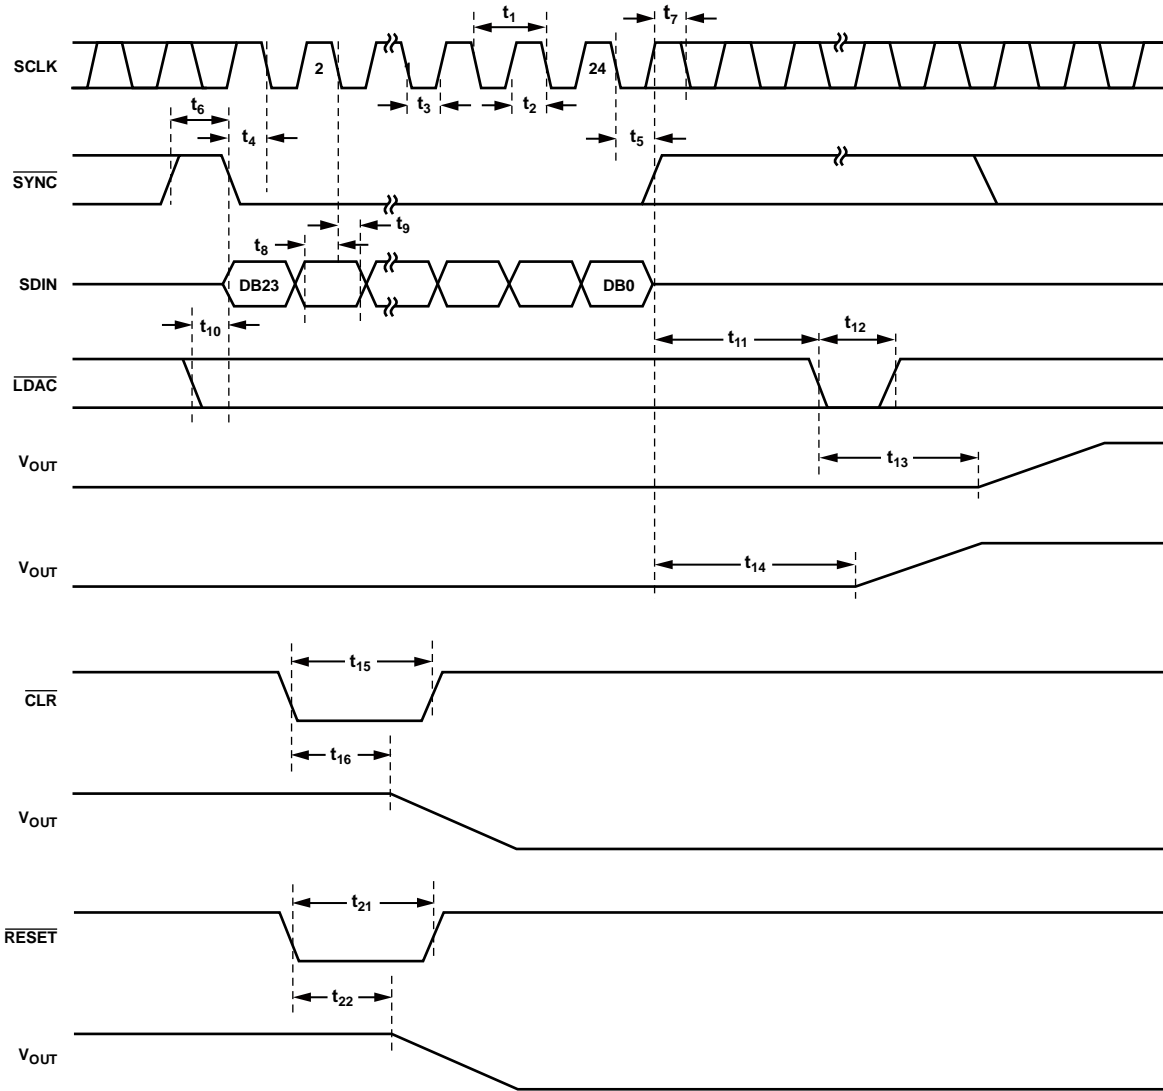 t1
t7
SCLK
2
24
t3
t2
t6
t4
t5
SYNC
t9
t8
SDIN
DB23
DB0
t10
t11
t12
LDAC
t13
VOUT
VOUT
t14
t15
CLR
t16
VOUT
t21
RESET
t22
VOUT